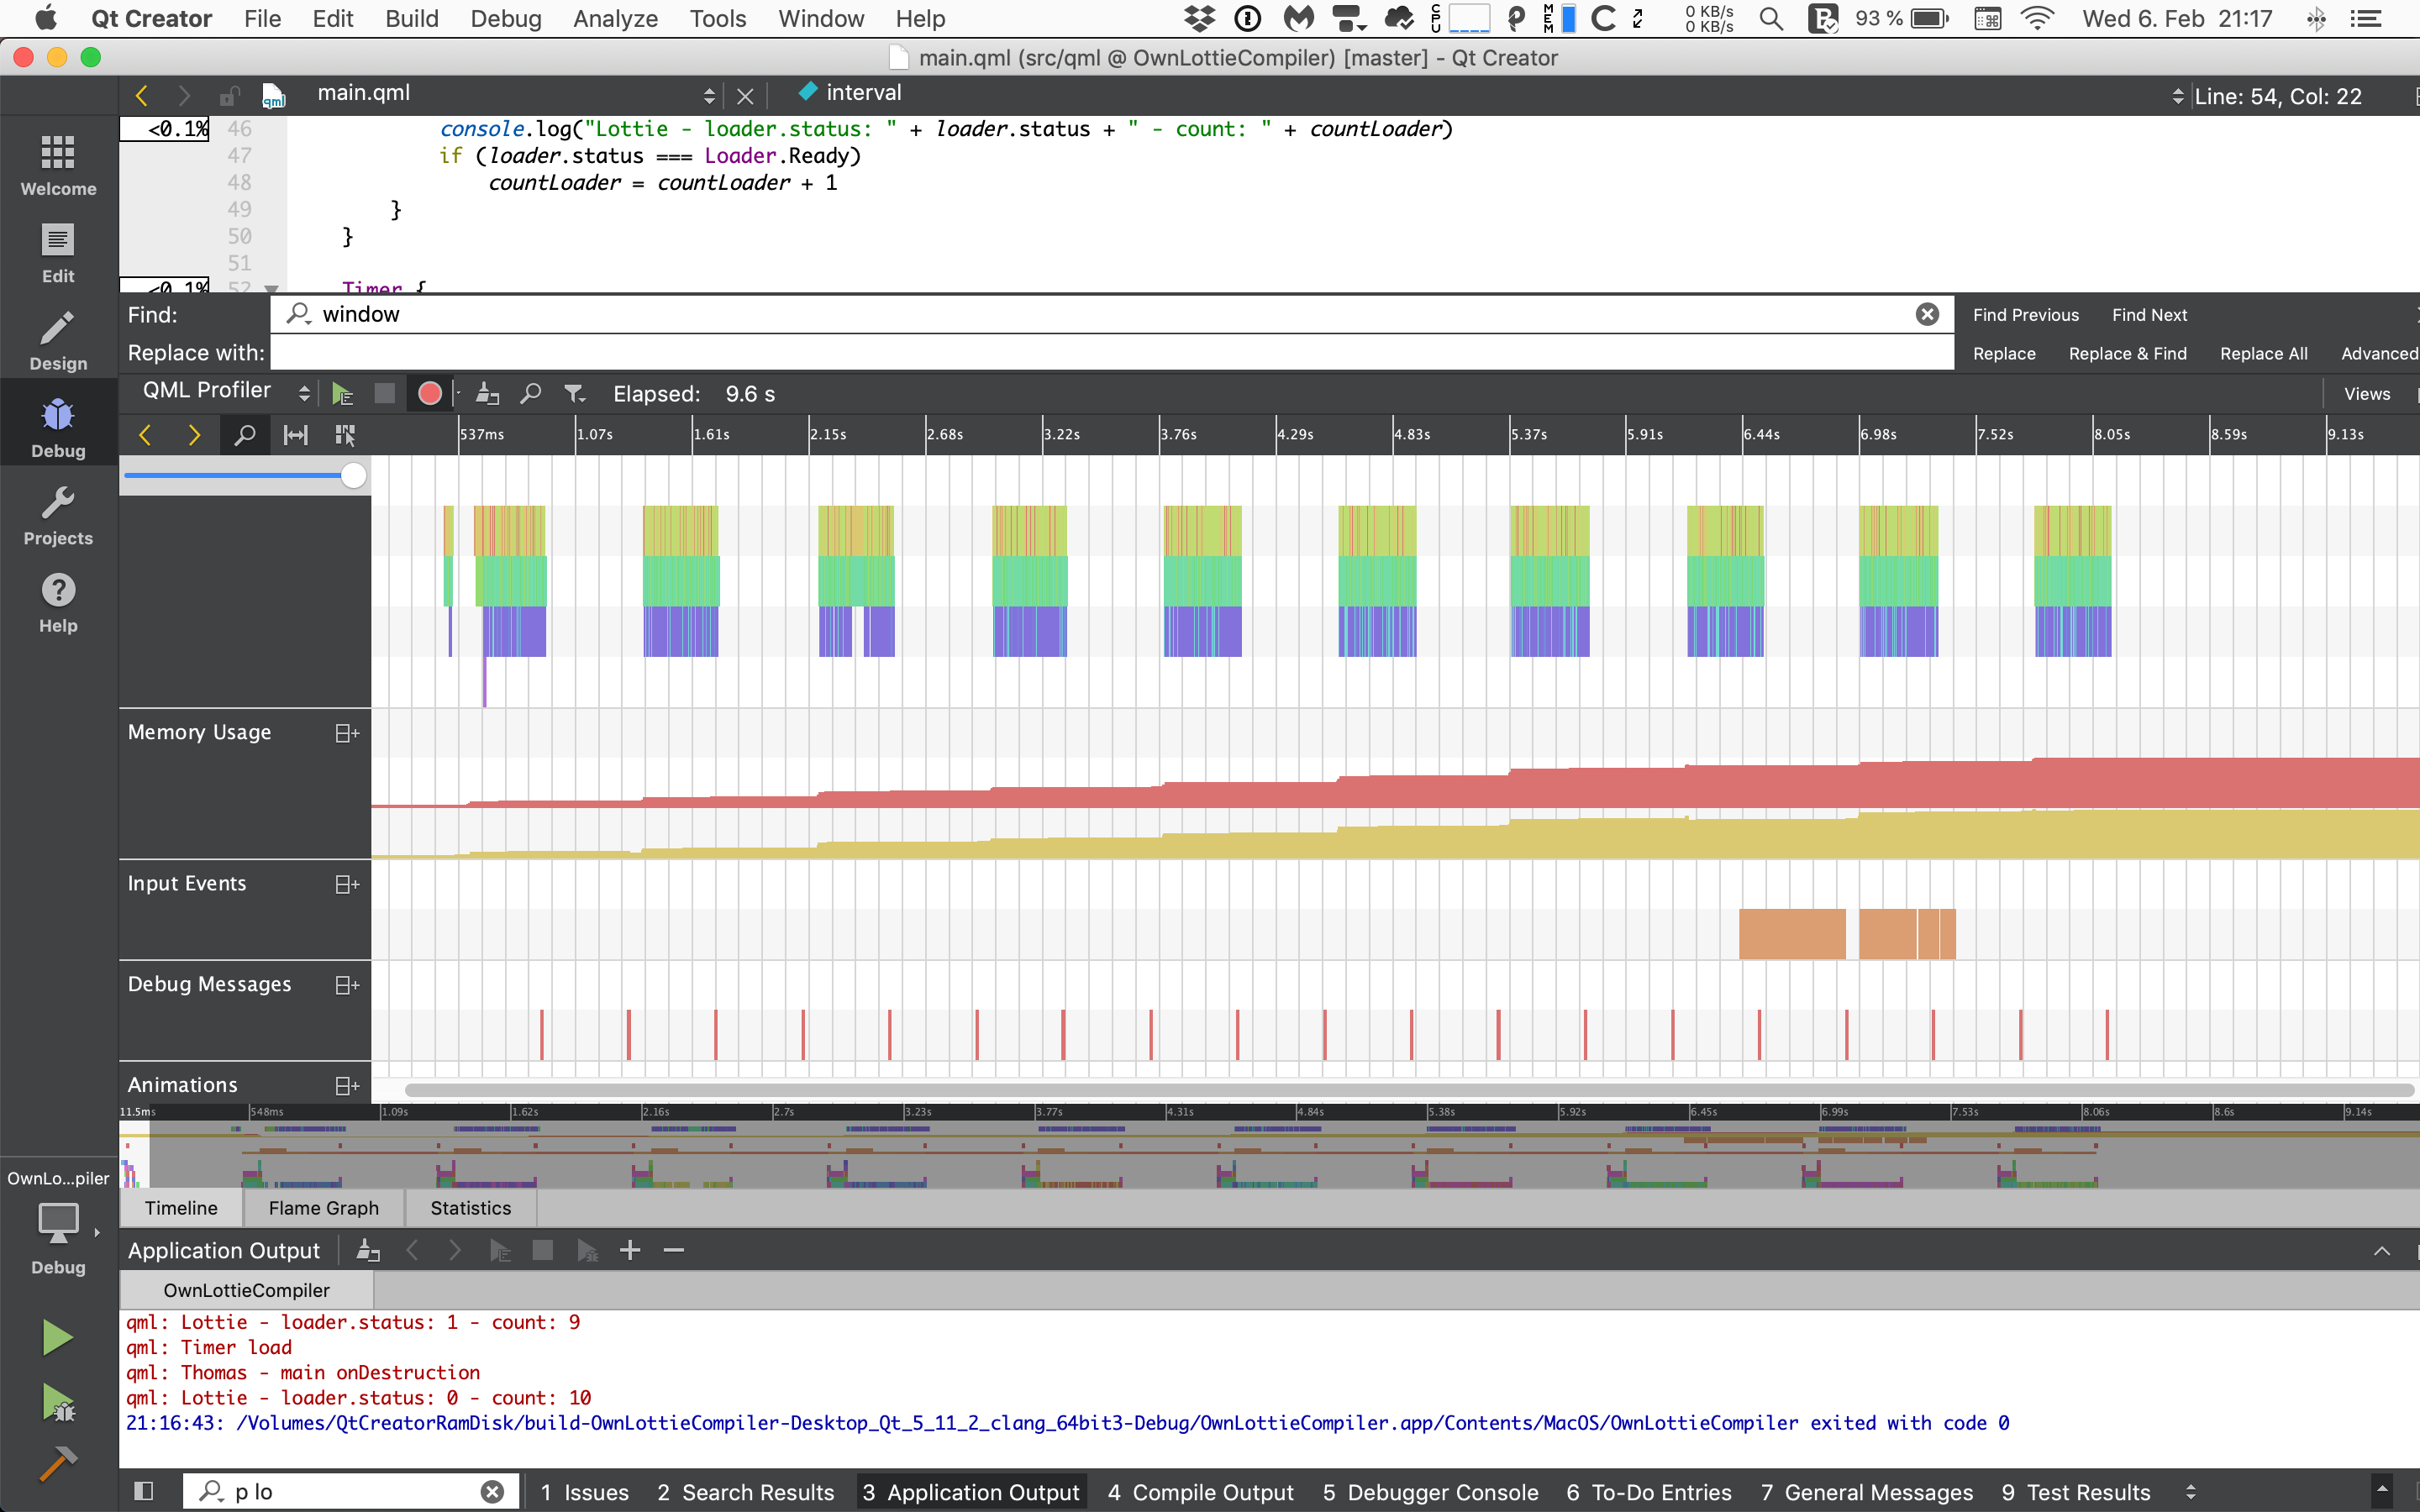 Qt Creator File Edit Build Debug Analyze Tools Window Help CPU MEM 0 KB/s 0 KB/s 93 % Wed 6. Feb 21:17
main.qml (src/qml @ OwnLottieCompiler) [master] - Qt Creator
qml main.qml interval Line: 54, Col: 22
<0.1% 46 console.log("Lottie - loader.status: " + loader.status + " - count: " + countLoader)
47 if (loader.status === Loader.Ready)
48 countLoader = countLoader + 1
49 }
50 }
51
<0.1% 52 Timer {
Welcome
Edit
Design
Debug
Projects
Help
Find: window Find Previous Find Next
Replace with: Replace Replace & Find Replace All Advanced
QML Profiler Elapsed: 9.6 s Views
537ms 1.07s 1.61s 2.15s 2.68s 3.22s 3.76s 4.29s 4.83s 5.37s 5.91s 6.44s 6.98s 7.52s 8.05s 8.59s 9.13s
Memory Usage
Input Events
Debug Messages
Animations
11.5ms 548ms 1.09s 1.62s 2.16s 2.7s 3.23s 3.77s 4.31s 4.84s 5.38s 5.92s 6.45s 6.99s 7.53s 8.06s 8.6s 9.14s
OwnLo...piler
Debug
Timeline Flame Graph Statistics
Application Output
OwnLottieCompiler
qml: Lottie - loader.status: 1 - count: 9
qml: Timer load
qml: Thomas - main onDestruction
qml: Lottie - loader.status: 0 - count: 10
21:16:43: /Volumes/QtCreatorRamDisk/build-OwnLottieCompiler-Desktop_Qt_5_11_2_clang_64bit3-Debug/OwnLottieCompiler.app/Contents/MacOS/OwnLottieCompiler exited with code 0
p lo 1 Issues 2 Search Results 3 Application Output 4 Compile Output 5 Debugger Console 6 To-Do Entries 7 General Messages 9 Test Results